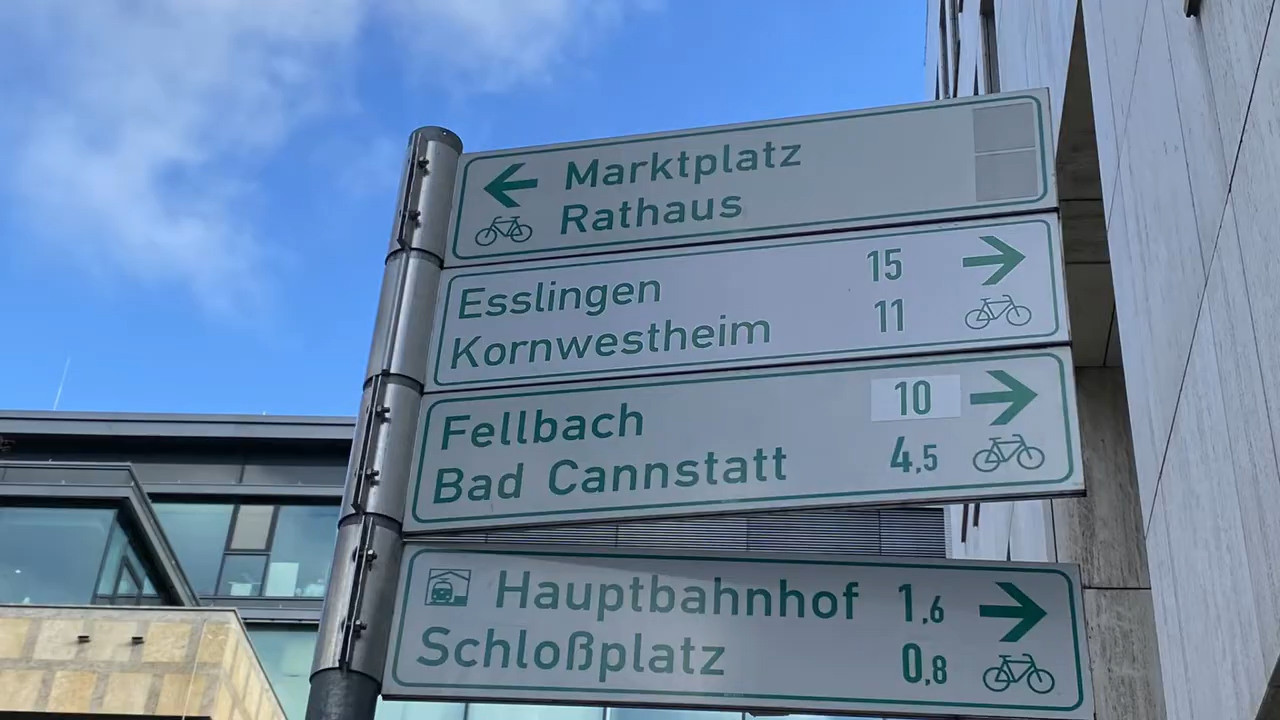 Marktplatz
Rathaus
Esslingen 15
Kornwestheim 11
Fellbach 10
Bad Cannstatt 4,5
Hauptbahnhof 1,6
Schloßplatz 0,8